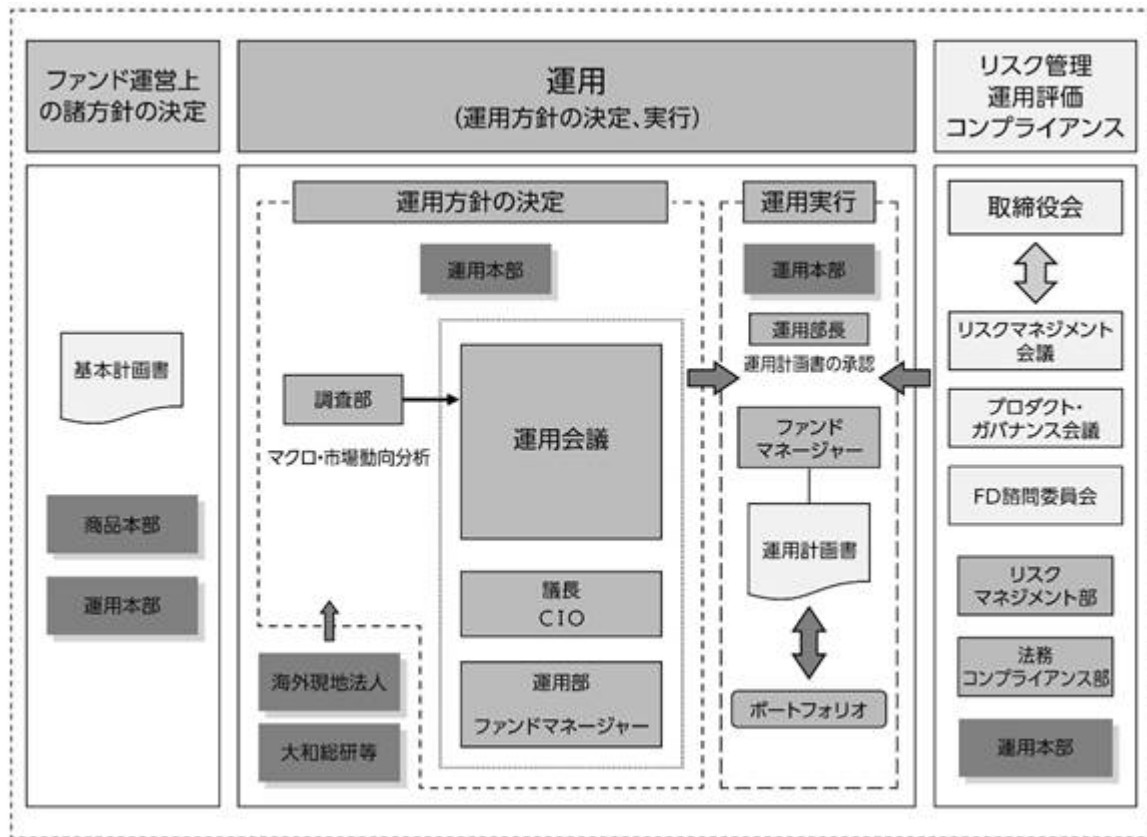 ファンド運営上
の諸方針の決定
運用
(運用方針の決定、実行)
リスク管理
運用評価
コンプライアンス
基本計画書
商品本部
運用本部
運用方針の決定
運用本部
調査部
マクロ・市場動向分析
運用会議
議長
CIO
運用部
ファンドマネージャー
海外現地法人
大和総研等
運用実行
運用本部
運用部長
運用計画書の承認
ファンド
マネージャー
運用計画書
ポートフォリオ
取締役会
リスクマネジメント
会議
プロダクト・
ガバナンス会議
FD諮問委員会
リスク
マネジメント部
法務
コンプライアンス部
運用本部